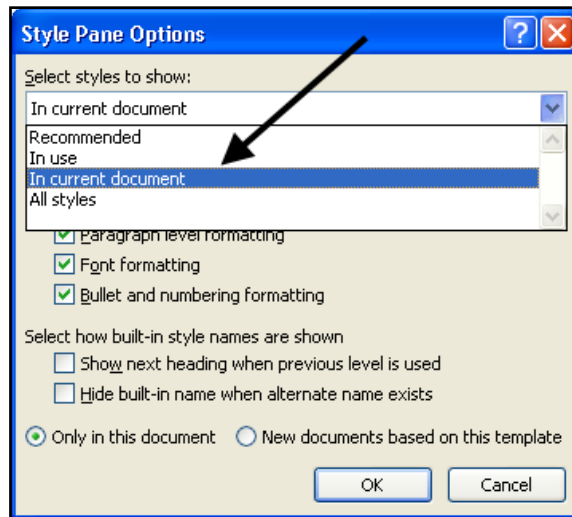 Style Pane Options
Select styles to show:
In current document
Recommended
In use
In current document
All styles
Paragraph level formatting
Font formatting
Bullet and numbering formatting
Select how built-in style names are shown
Show next heading when previous level is used
Hide built-in name when alternate name exists
Only in this document New documents based on this template
OK Cancel